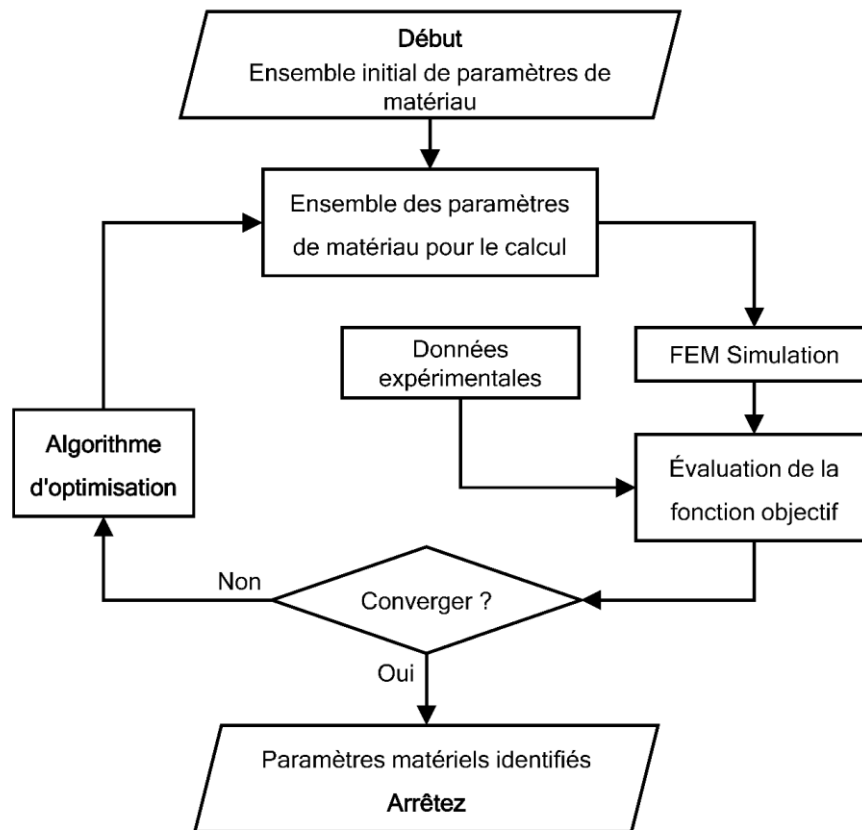 Début
Ensemble initial de paramètres de
matériau
Ensemble des paramètres
de matériau pour le calcul
Données
expérimentales
FEM Simulation
Algorithme
d'optimisation
Évaluation de la
fonction objectif
Non
Converger ?
Oui
Paramètres matériels identifiés
Arrêtez